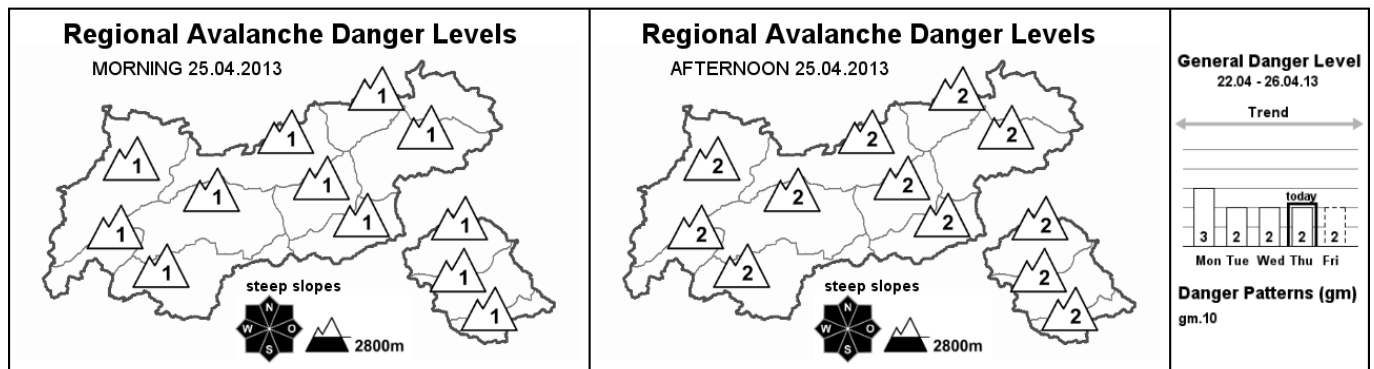 Regional Avalanche Danger Levels
MORNING 25.04.2013
1
1
1
1
1
1
1
1
1
1
1
1
steep slopes
N
W O
S
2800m
Regional Avalanche Danger Levels
AFTERNOON 25.04.2013
2
2
2
2
2
2
2
2
2
2
2
2
steep slopes
N
W O
S
2800m
General Danger Level
22.04 - 26.04.13
Trend
today
3 2 2 2 2
Mon Tue Wed Thu Fri
Danger Patterns (gm)
gm.10